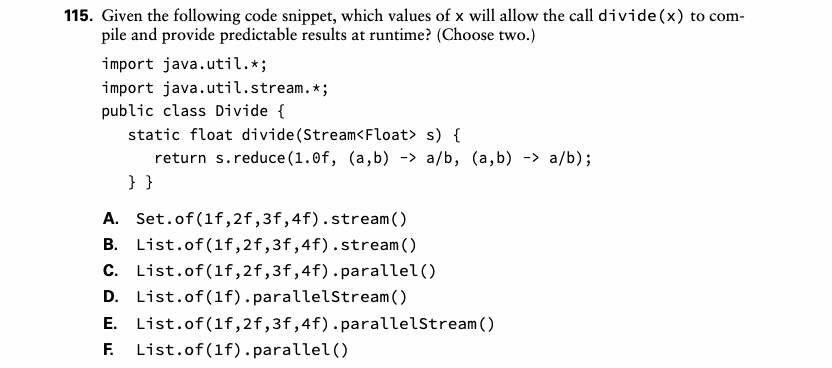 115. Given the following code snippet, which values of x will allow the call divide(x) to com-
pile and provide predictable results at runtime? (Choose two.)
import java.util.*;
import java.util.stream.*;
public class Divide {
static float divide(Stream<Float> s) {
return s.reduce(1.0f, (a,b) -> a/b, (a,b) -> a/b);
} }
A. Set.of(1f,2f,3f,4f).stream()
B. List.of(1f,2f,3f,4f).stream()
C. List.of(1f,2f,3f,4f).parallel()
D. List.of(1f).parallelStream()
E. List.of(1f,2f,3f,4f).parallelStream()
F. List.of(1f).parallel()